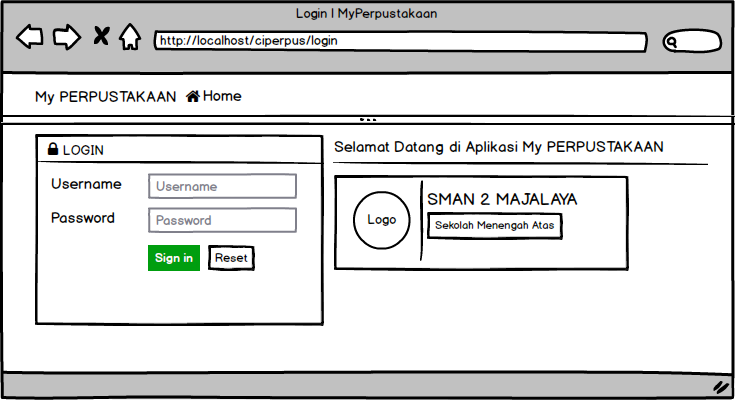 Login | MyPerpustakaan
http://localhost/ciperpus/login
My PERPUSTAKAAN Home
LOGIN
Username Username
Password Password
Sign in Reset
Selamat Datang di Aplikasi My PERPUSTAKAAN
Logo
SMAN 2 MAJALAYA
Sekolah Menengah Atas